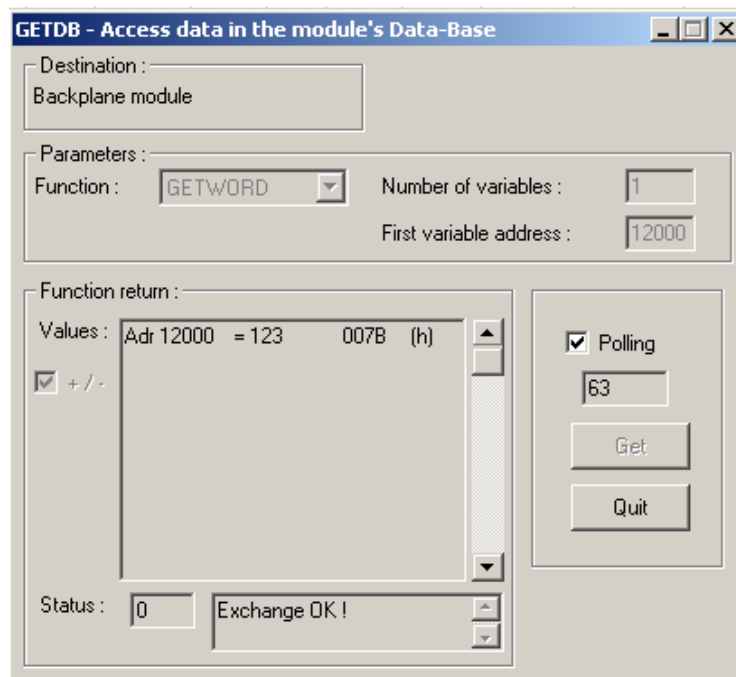 GETDB - Access data in the module's Data-Base
Destination :
Backplane module
Parameters :
Function : GETWORD Number of variables : 1
First variable address : 12000
Function return :
Values : Adr 12000 = 123 007B (h)
+ / -
Polling
63
Get
Quit
Status : 0 Exchange OK !